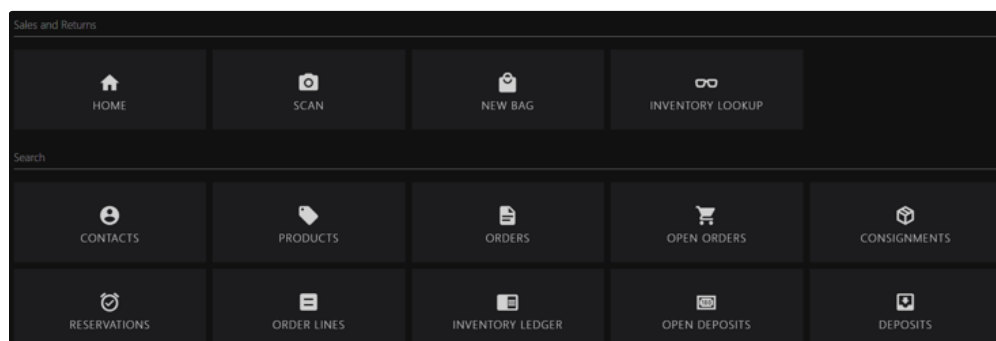 Sales and Returns
HOME SCAN NEW BAG INVENTORY LOOKUP
Search
CONTACTS PRODUCTS ORDERS OPEN ORDERS CONSIGNMENTS
RESERVATIONS ORDER LINES INVENTORY LEDGER OPEN DEPOSITS DEPOSITS